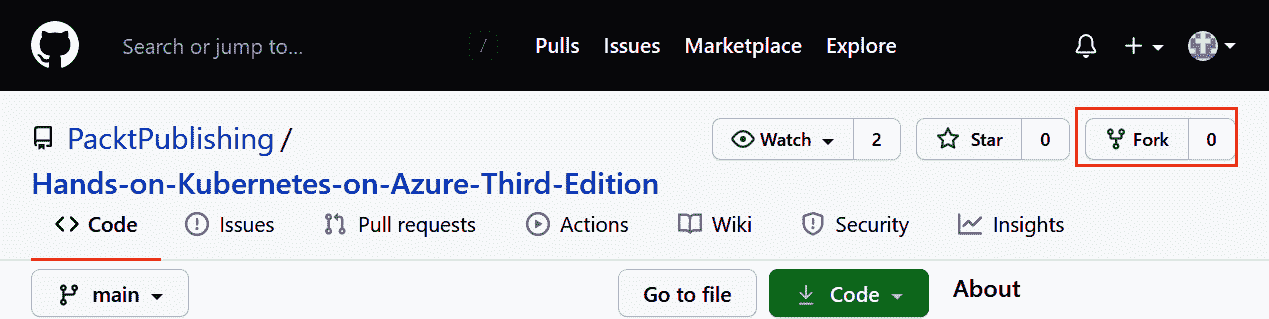 Search or jump to... / Pulls Issues Marketplace Explore
PacktPublishing / Watch 2 Star 0 Fork 0
Hands-on-Kubernetes-on-Azure-Third-Edition
Code Issues Pull requests Actions Wiki Security Insights
main Go to file Code About